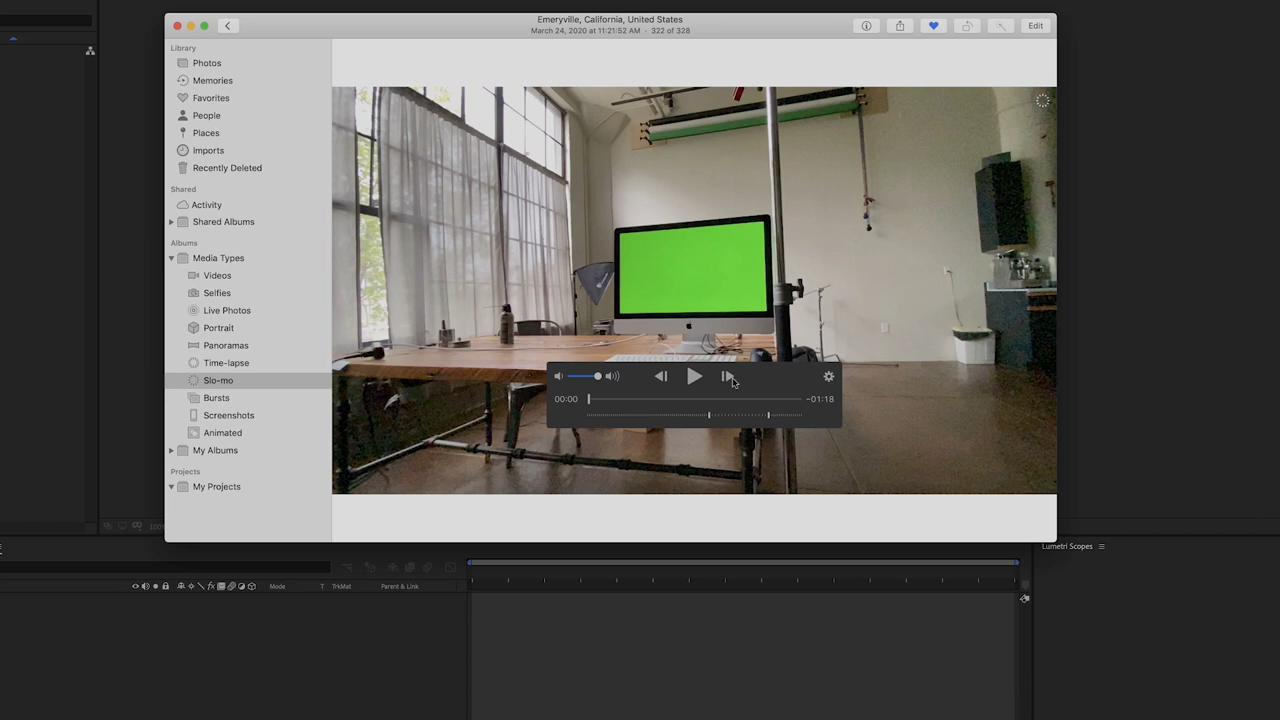 Emeryville, California, United States
March 24, 2020 at 11:21:52 AM · 322 of 328
Edit
Library
Photos
Memories
Favorites
People
Places
Imports
Recently Deleted
Shared
Activity
Shared Albums
Albums
Media Types
Videos
Selfies
Live Photos
Portrait
Panoramas
Time-lapse
Slo-mo
Bursts
Screenshots
Animated
My Albums
Projects
My Projects
00:00
−01:18
Lumetri Scopes
Mode
T
TrkMat
Parent & Link